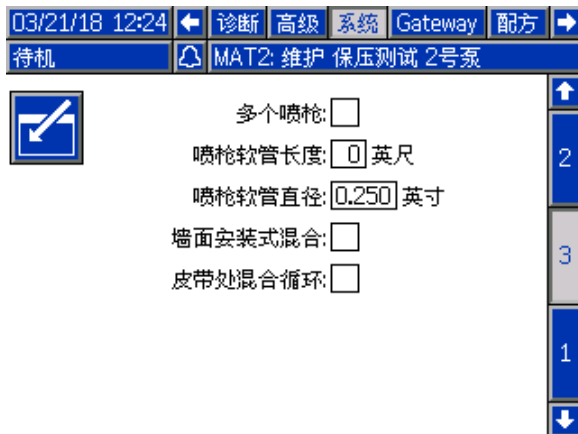 03/21/18 12:24 诊断 高级 系统 Gateway 配方
待机 MAT2: 维护 保压测试 2号泵
多个喷枪:
喷枪软管长度: 0 英尺
喷枪软管直径: 0.250 英寸
墙面安装式混合:
皮带处混合循环:
2
3
1